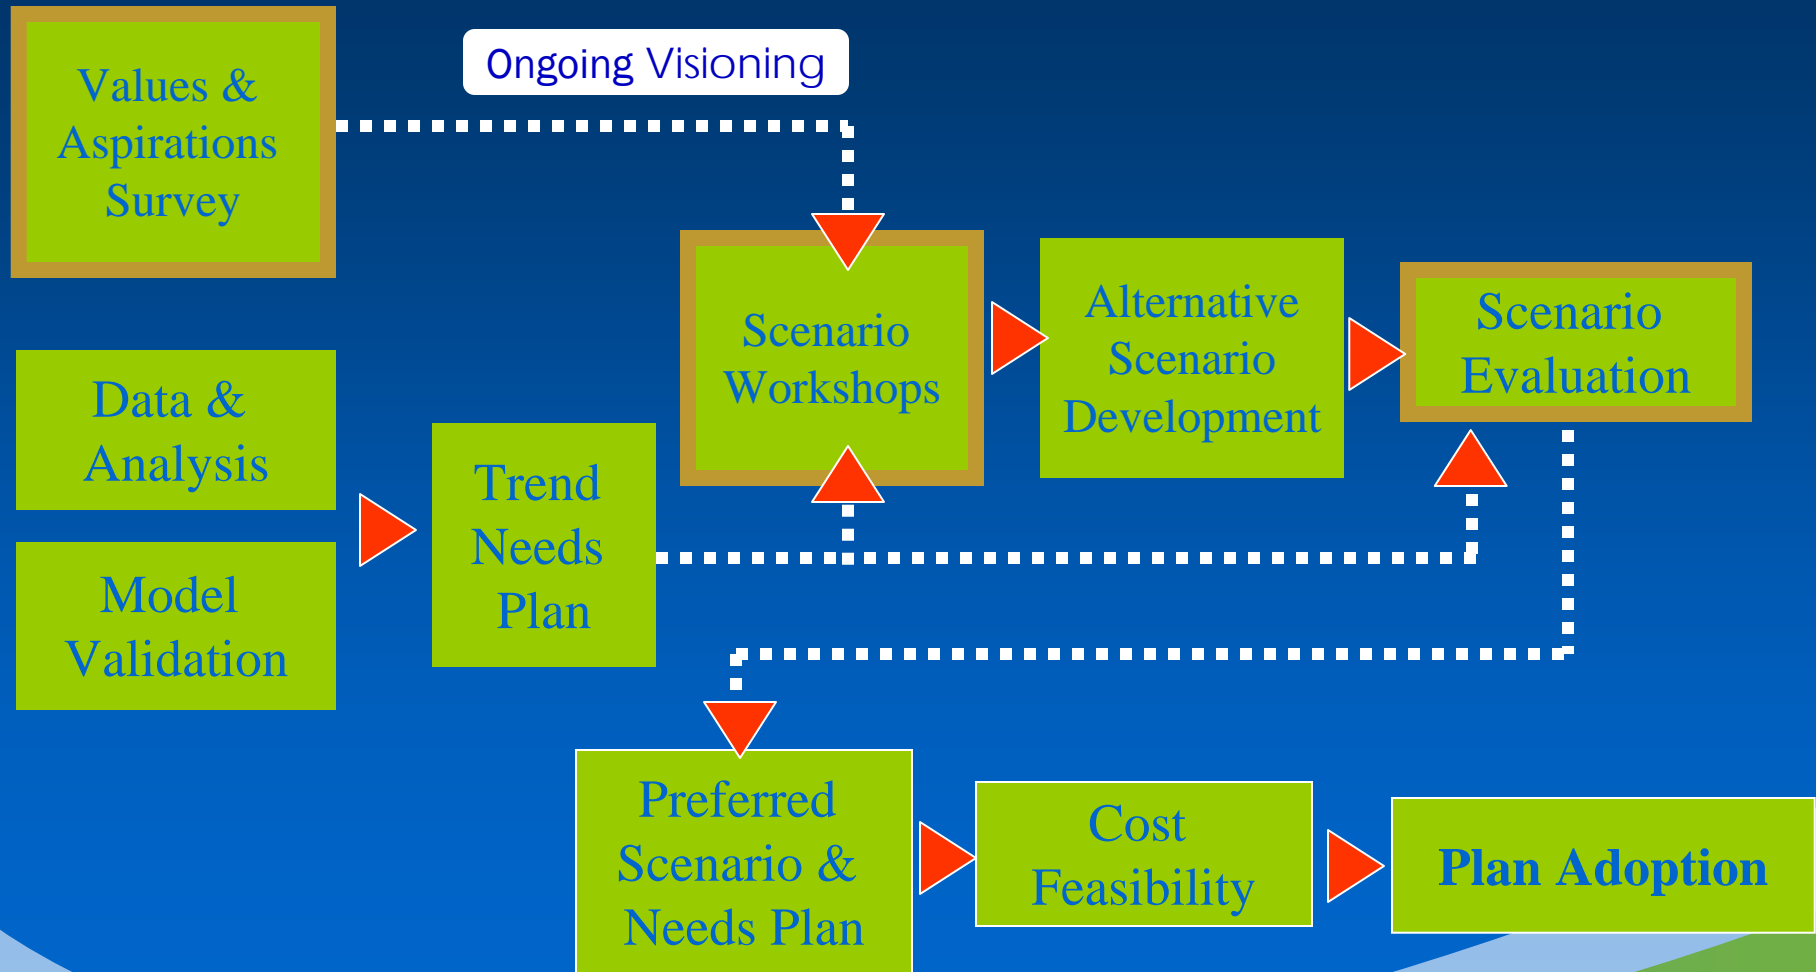 Values &
Aspirations
Survey
Ongoing Visioning
Data &
Analysis
Model
Validation
Trend
Needs
Plan
Scenario
Workshops
Alternative
Scenario
Development
Scenario
Evaluation
Preferred
Scenario &
Needs Plan
Cost
Feasibility
Plan Adoption